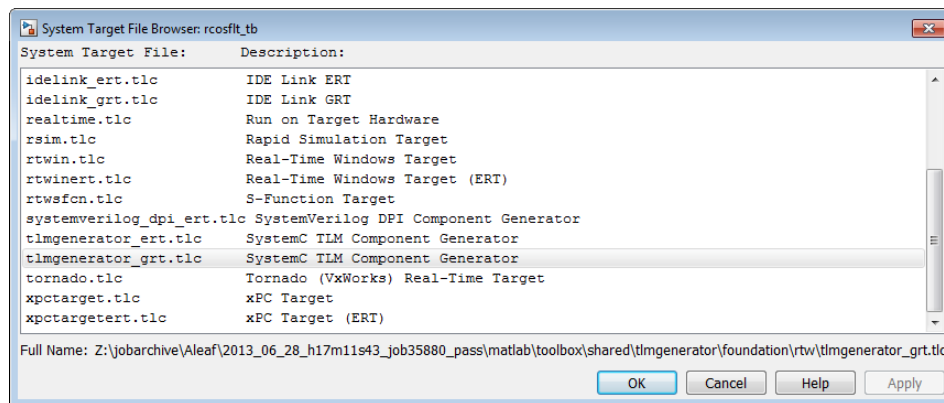 System Target File Browser: rcosflt_tb
System Target File: Description:
idelink_ert.tlc IDE Link ERT
idelink_grt.tlc IDE Link GRT
realtime.tlc Run on Target Hardware
rsim.tlc Rapid Simulation Target
rtwin.tlc Real-Time Windows Target
rtwinert.tlc Real-Time Windows Target (ERT)
rtwsfcn.tlc S-Function Target
systemverilog_dpi_ert.tlc SystemVerilog DPI Component Generator
tlmgenerator_ert.tlc SystemC TLM Component Generator
tlmgenerator_grt.tlc SystemC TLM Component Generator
tornado.tlc Tornado (VxWorks) Real-Time Target
xpctarget.tlc xPC Target
xpctargetert.tlc xPC Target (ERT)
Full Name: Z:\jobarchive\Aleaf\2013_06_28_h17m11s43_job35880_pass\matlab\toolbox\shared\tlmgenerator\foundation\rtw\tlmgenerator_grt.tlc
OK Cancel Help Apply